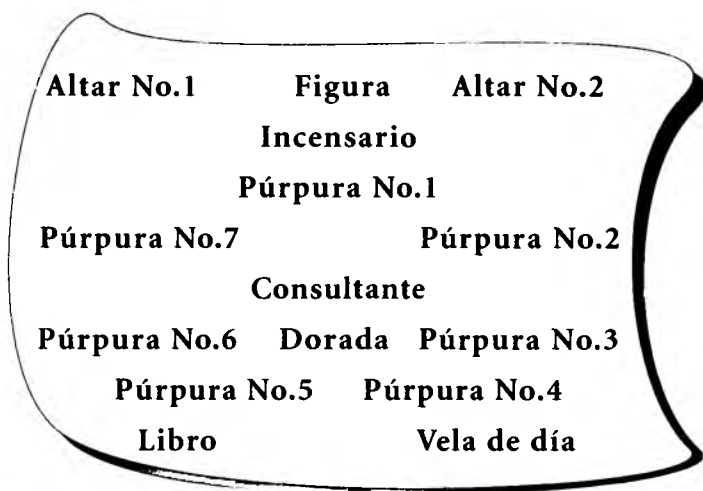 Altar No.1 Figura Altar No.2
Incensario
Púrpura No.1
Púrpura No.7 Púrpura No.2
Consultante
Púrpura No.6 Dorada Púrpura No.3
Púrpura No.5 Púrpura No.4
Libro Vela de día